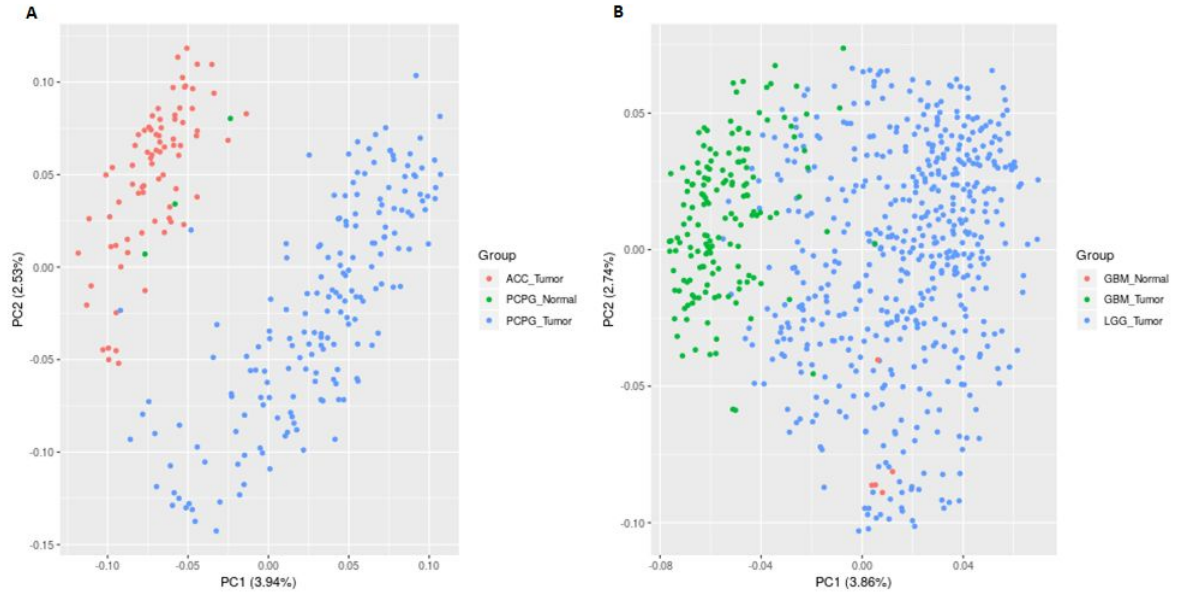 A
B
0.10
0.05
0.00
-0.05
-0.10
-0.15
PC2 (2.53%)
-0.10
-0.05
0.00
0.05
0.10
PC1 (3.94%)
Group
ACC_Tumor
PCPG_Normal
PCPG_Tumor
0.05
0.00
-0.05
-0.10
PC2 (2.74%)
-0.08
-0.04
0.00
0.04
PC1 (3.86%)
Group
GBM_Normal
GBM_Tumor
LGG_Tumor